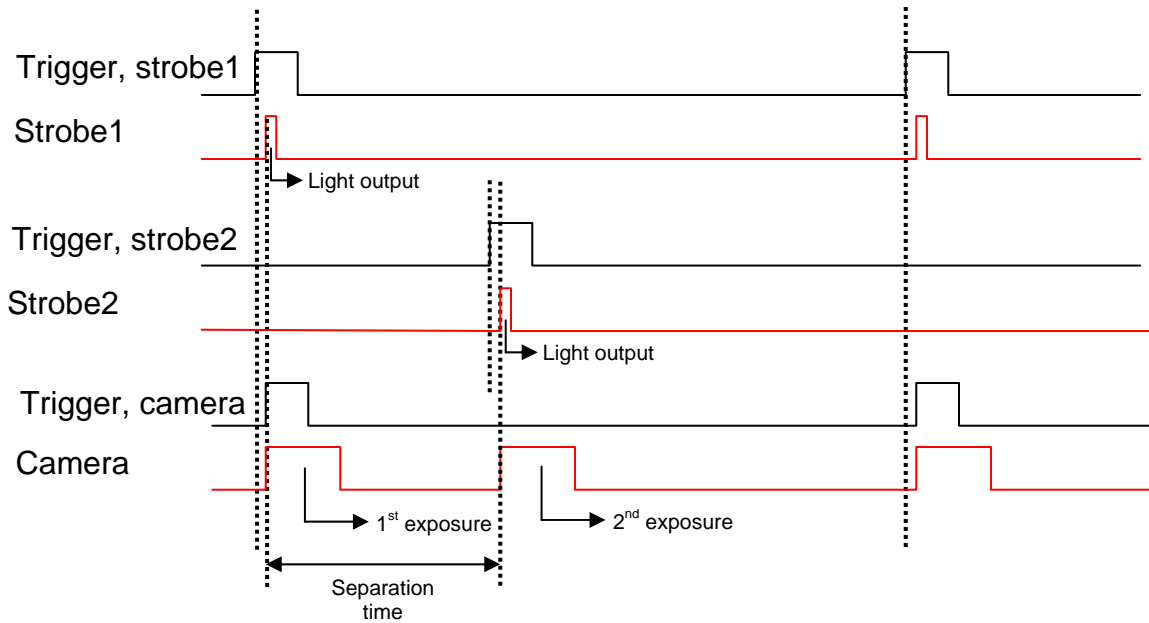 Trigger, strobe1
Strobe1
Light output
Trigger, strobe2
Strobe2
Light output
Trigger, camera
Camera
1st exposure
2nd exposure
Separation
time